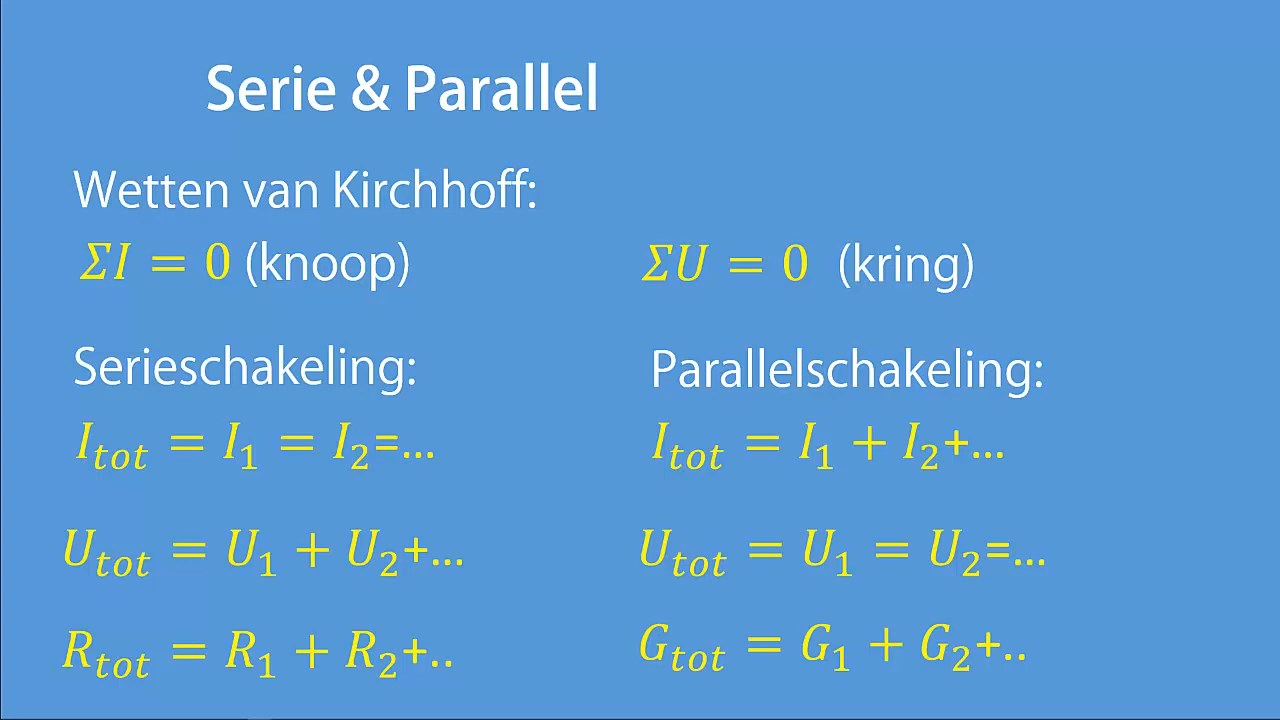 Serie & Parallel
Wetten van Kirchhoff:
ΣI = 0 (knoop)
ΣU = 0 (kring)
Serieschakeling:
I_tot = I_1 = I_2=...
U_tot = U_1 + U_2+...
R_tot = R_1 + R_2+..
Parallelschakeling:
I_tot = I_1 + I_2+...
U_tot = U_1 = U_2=...
G_tot = G_1 + G_2+..